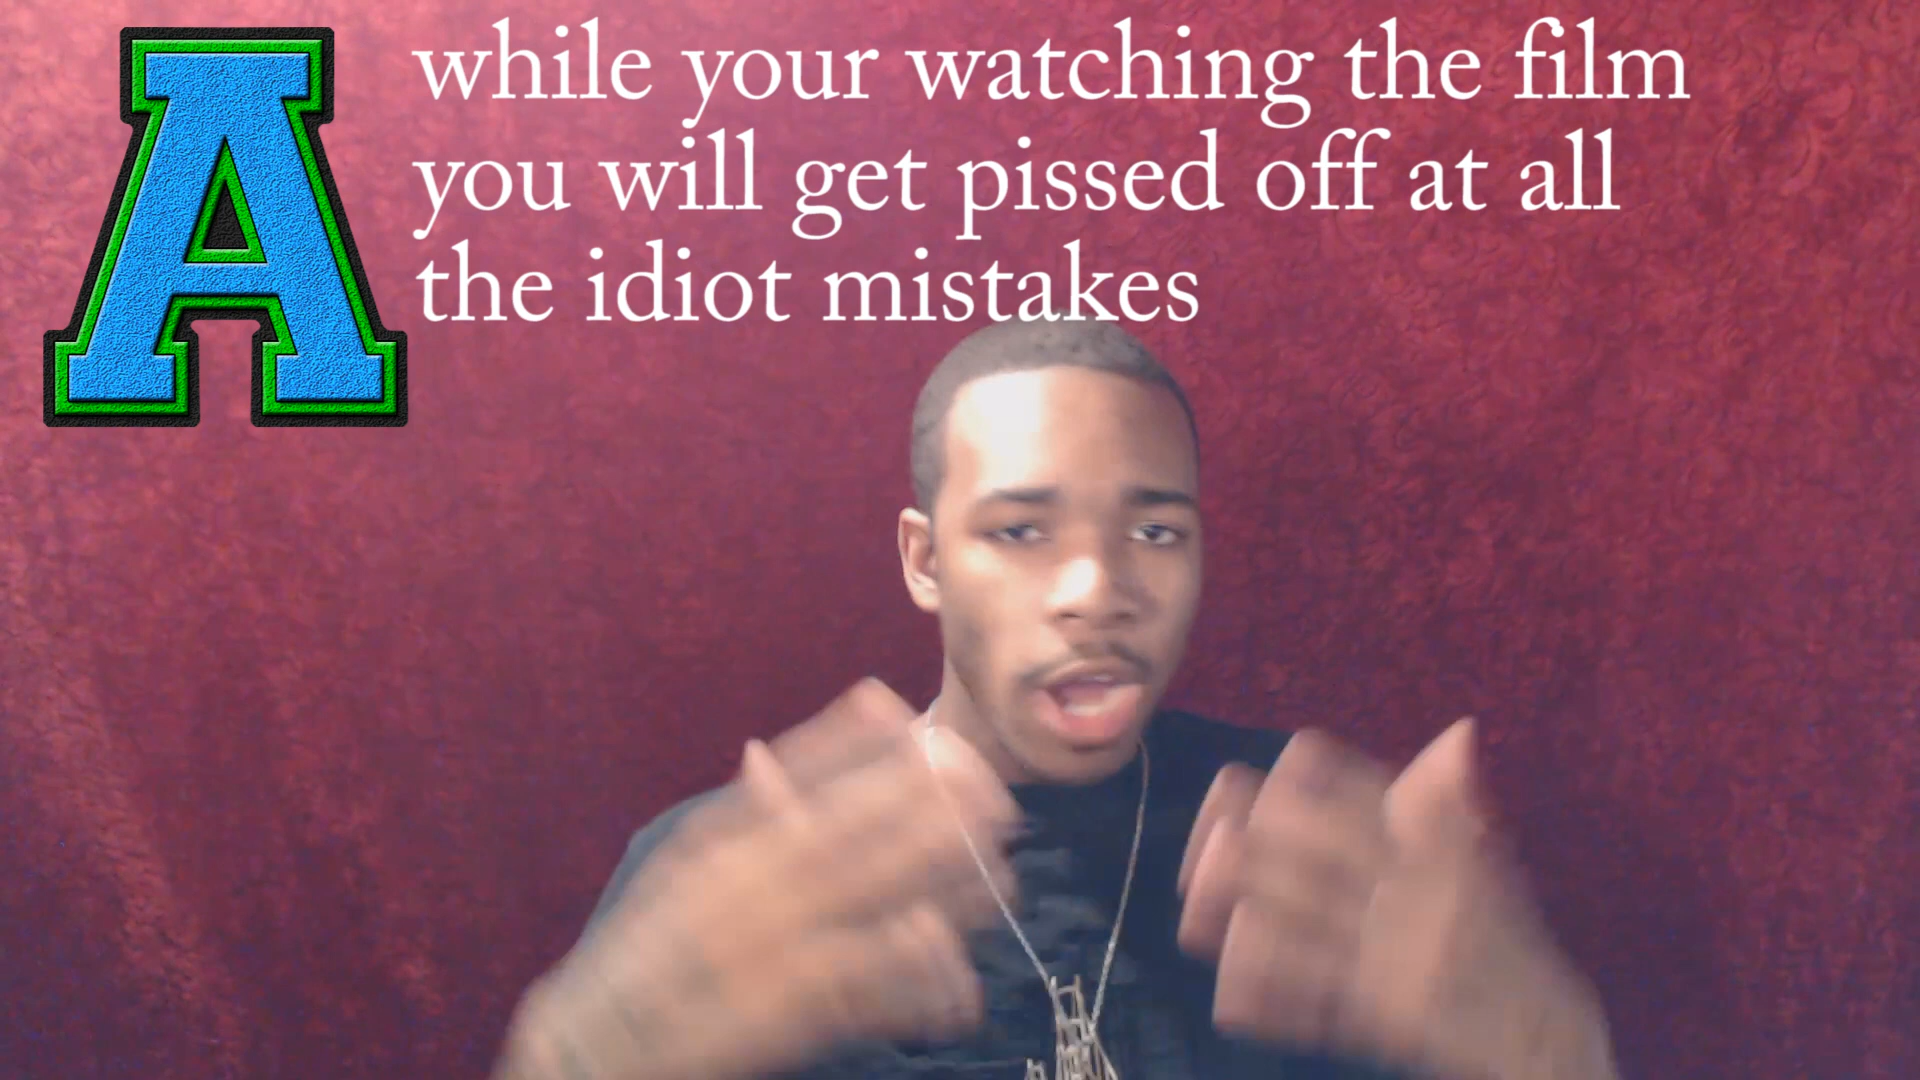 A
while your watching the film
you will get pissed off at all
the idiot mistakes